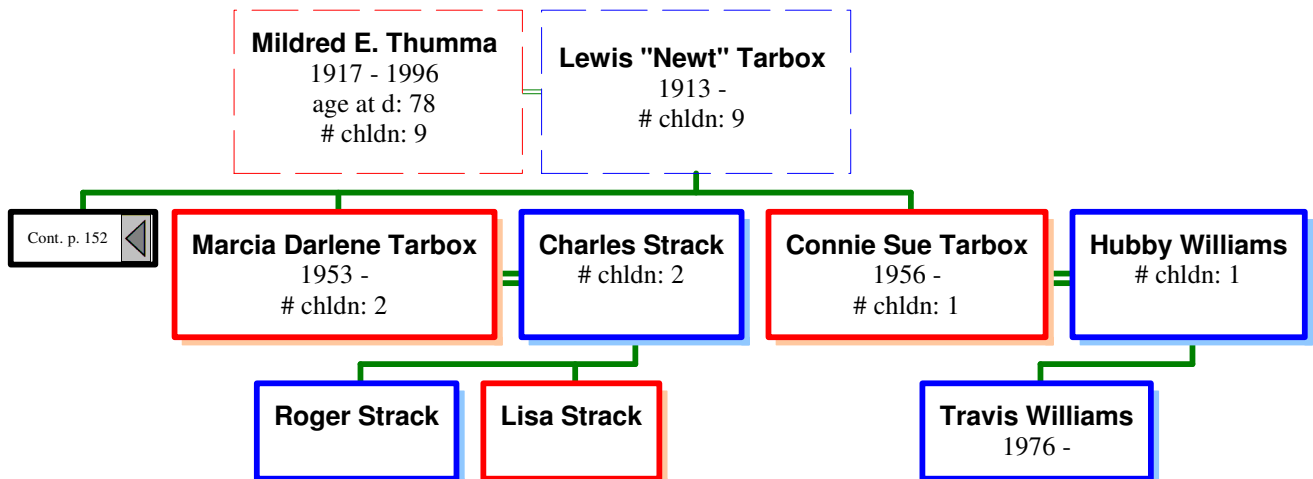 Mildred E. Thumma
1917 - 1996
age at d: 78
# chldn: 9
Lewis "Newt" Tarbox
1913 -
# chldn: 9
Cont. p. 152
Marcia Darlene Tarbox
1953 -
# chldn: 2
Charles Strack
# chldn: 2
Connie Sue Tarbox
1956 -
# chldn: 1
Hubby Williams
# chldn: 1
Roger Strack
Lisa Strack
Travis Williams
1976 -